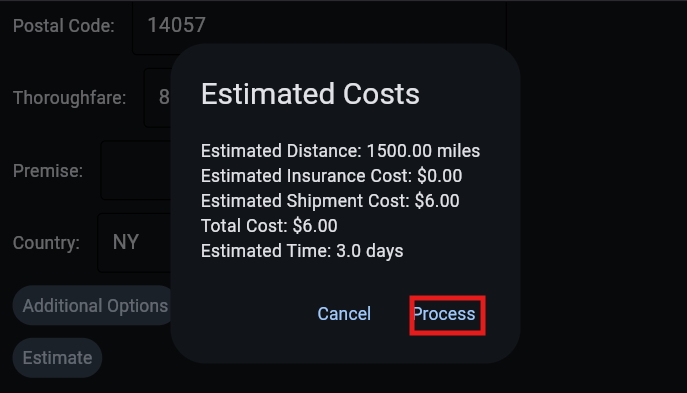 Postal Code: 14057
Thoroughfare: 8
Premise:
Country: NY
Additional Options
Estimate
Estimated Costs
Estimated Distance: 1500.00 miles
Estimated Insurance Cost: $0.00
Estimated Shipment Cost: $6.00
Total Cost: $6.00
Estimated Time: 3.0 days
Cancel Process